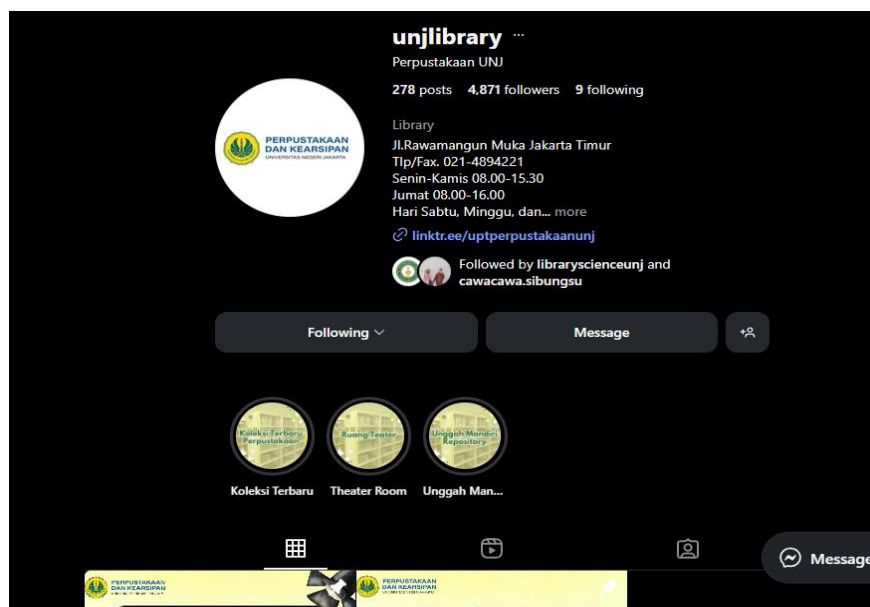 unjlibrary ...
Perpustakaan UNJ
278 posts 4,871 followers 9 following
PERPUSTAKAAN
DAN KEARSIPAN
UNIVERSITAS NEGERI JAKARTA
Library
Jl.Rawamangun Muka Jakarta Timur
Tlp/Fax. 021-4894221
Senin-Kamis 08.00-15.30
Jumat 08.00-16.00
Hari Sabtu, Minggu, dan... more
linktr.ee/uptperpustakaanunj
Followed by libraryscienceunj and
cawacawa.sibungsu
Following
Message
Koleksi Terbaru
Perpustakaan
Ruang Teater
Unggah Mandiri
Repository
Koleksi Terbaru
Theater Room
Unggah Man...
Message
PERPUSTAKAAN
DAN KEARSIPAN
PERPUSTAKAAN
DAN KEARSIPAN